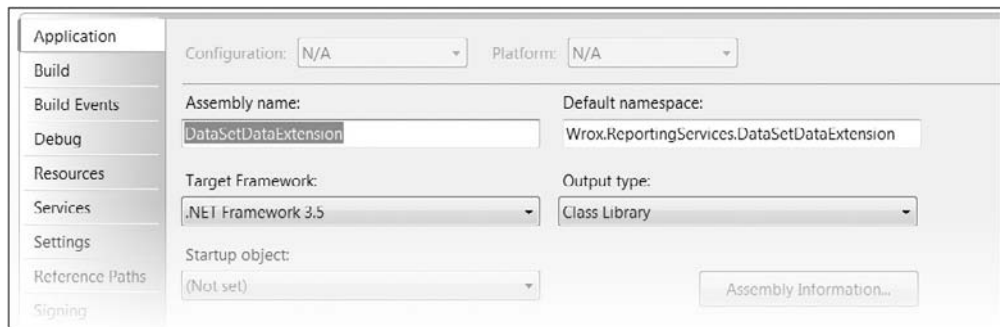 Application
Build
Build Events
Debug
Resources
Services
Settings
Reference Paths
Signing
Configuration: N/A Platform: N/A
Assembly name: Default namespace:
DataSetDataExtension Wrox.ReportingServices.DataSetDataExtension
Target Framework: Output type:
.NET Framework 3.5 Class Library
Startup object:
(Not set) Assembly Information...